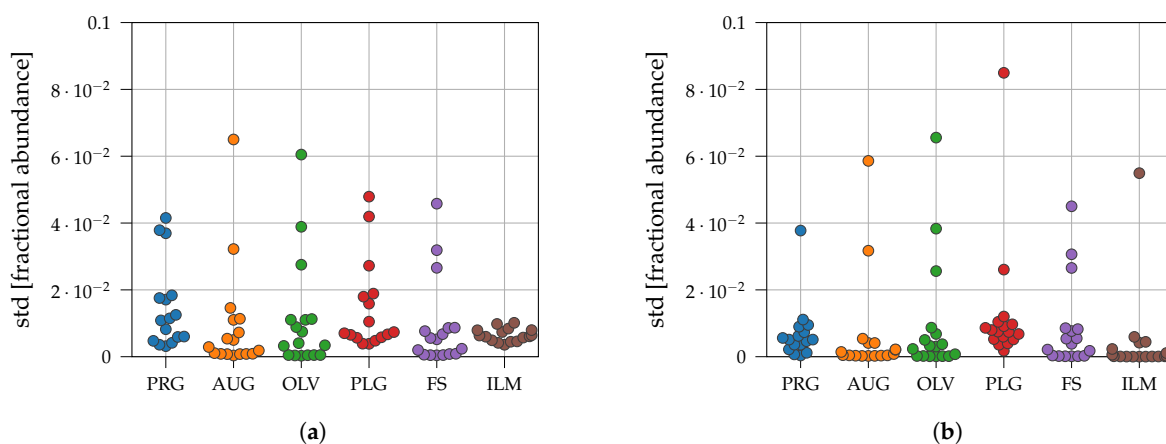 std [fractional abundance]
0.1
8 · 10⁻²
6 · 10⁻²
4 · 10⁻²
2 · 10⁻²
0
PRG AUG OLV PLG FS ILM
(a)
std [fractional abundance]
0.1
8 · 10⁻²
6 · 10⁻²
4 · 10⁻²
2 · 10⁻²
0
PRG AUG OLV PLG FS ILM
(b)